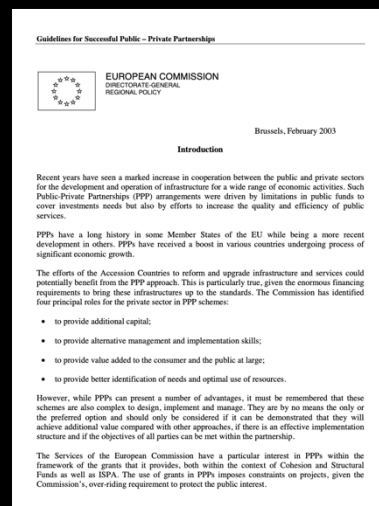 Guidelines for Successful Public – Private Partnerships
EUROPEAN COMMISSION
DIRECTORATE-GENERAL
REGIONAL POLICY
Brussels, February 2003
Introduction
Recent years have seen a marked increase in cooperation between the public and private sectors
for the development and operation of infrastructure for a wide range of economic activities. Such
Public-Private Partnerships (PPP) arrangements were driven by limitations in public funds to
cover investments needs but also by efforts to increase the quality and efficiency of public
services.
PPPs have a long history in some Member States of the EU while being a more recent
development in others. PPPs have received a boost in various countries undergoing process of
significant economic growth.
The efforts of the Accession Countries to reform and upgrade infrastructure and services could
potentially benefit from the PPP approach. This is particularly true, given the enormous financing
requirements to bring these infrastructures up to the standards. The Commission has identified
four principal roles for the private sector in PPP schemes:
• to provide additional capital;
• to provide alternative management and implementation skills;
• to provide value added to the consumer and the public at large;
• to provide better identification of needs and optimal use of resources.
However, while PPPs can present a number of advantages, it must be remembered that these
schemes are also complex to design, implement and manage. They are by no means the only or
the preferred option and should only be considered if it can be demonstrated that they will
achieve additional value compared with other approaches, if there is an effective implementation
structure and if the objectives of all parties can be met within the partnership.
The Services of the European Commission have a particular interest in PPPs within the
framework of the grants that it provides, both within the context of Cohesion and Structural
Funds as well as ISPA. The use of grants in PPPs imposes constraints on projects, given the
Commission's, over-riding requirement to protect the public interest.